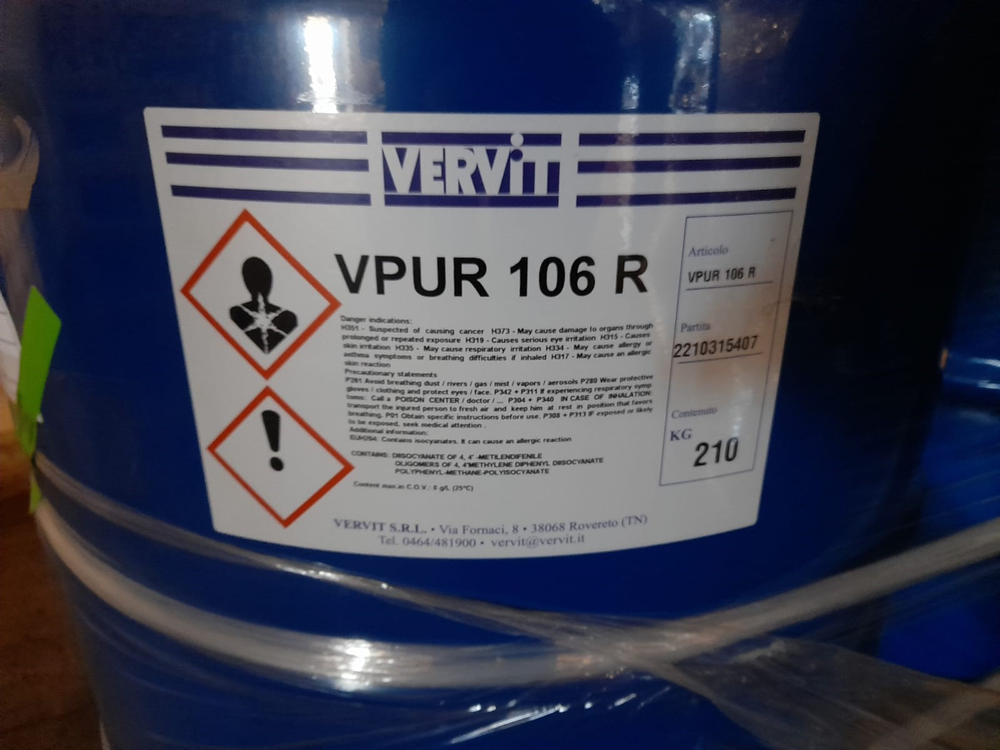 VERViT
VPUR 106 R
Danger indications:
H351 - Suspected of causing cancer H373 - May cause damage to organs through
prolonged or repeated exposure H319 - Causes serious eye irritation H315 - Causes
skin irritation H335 - May cause respiratory irritation H334 - May cause allergy or
asthma symptoms or breathing difficulties if inhaled H317 - May cause an allergic
skin reaction
Precautionary statements
P261 Avoid breathing dust / rivers / gas / mist / vapors / aerosols P280 Wear protective
gloves / clothing and protect eyes / face. P342 + P311 If experiencing respiratory symp
toms: Call a POISON CENTER / doctor / ... P304 + P340 IN CASE OF INHALATION:
transport the injured person to fresh air and keep him at rest in position that favors
breathing. P01 Obtain specific instructions before use. P308 + P313 IF exposed or likely
to be exposed, seek medical attention .
Additional information:
EUH204: Contains isocyanates. It can cause an allergic reaction
CONTAINS: DIISOCYANATE OF 4, 4' -METILENDIFENILE
OLIGOMERS OF 4, 4'METHYLENE DIPHENYL DIISOCYANATE
POLYPHENYL-METHANE-POLYISOCYANATE
Content max.in C.O.V.: 0 g/L (25°C)
Articolo
VPUR 106 R
Partita
2210315407
Contenuto
KG
210
VERVIT S.R.L. • Via Fornaci, 8 • 38068 Rovereto (TN)
Tel. 0464/481900 • vervit@vervit.it